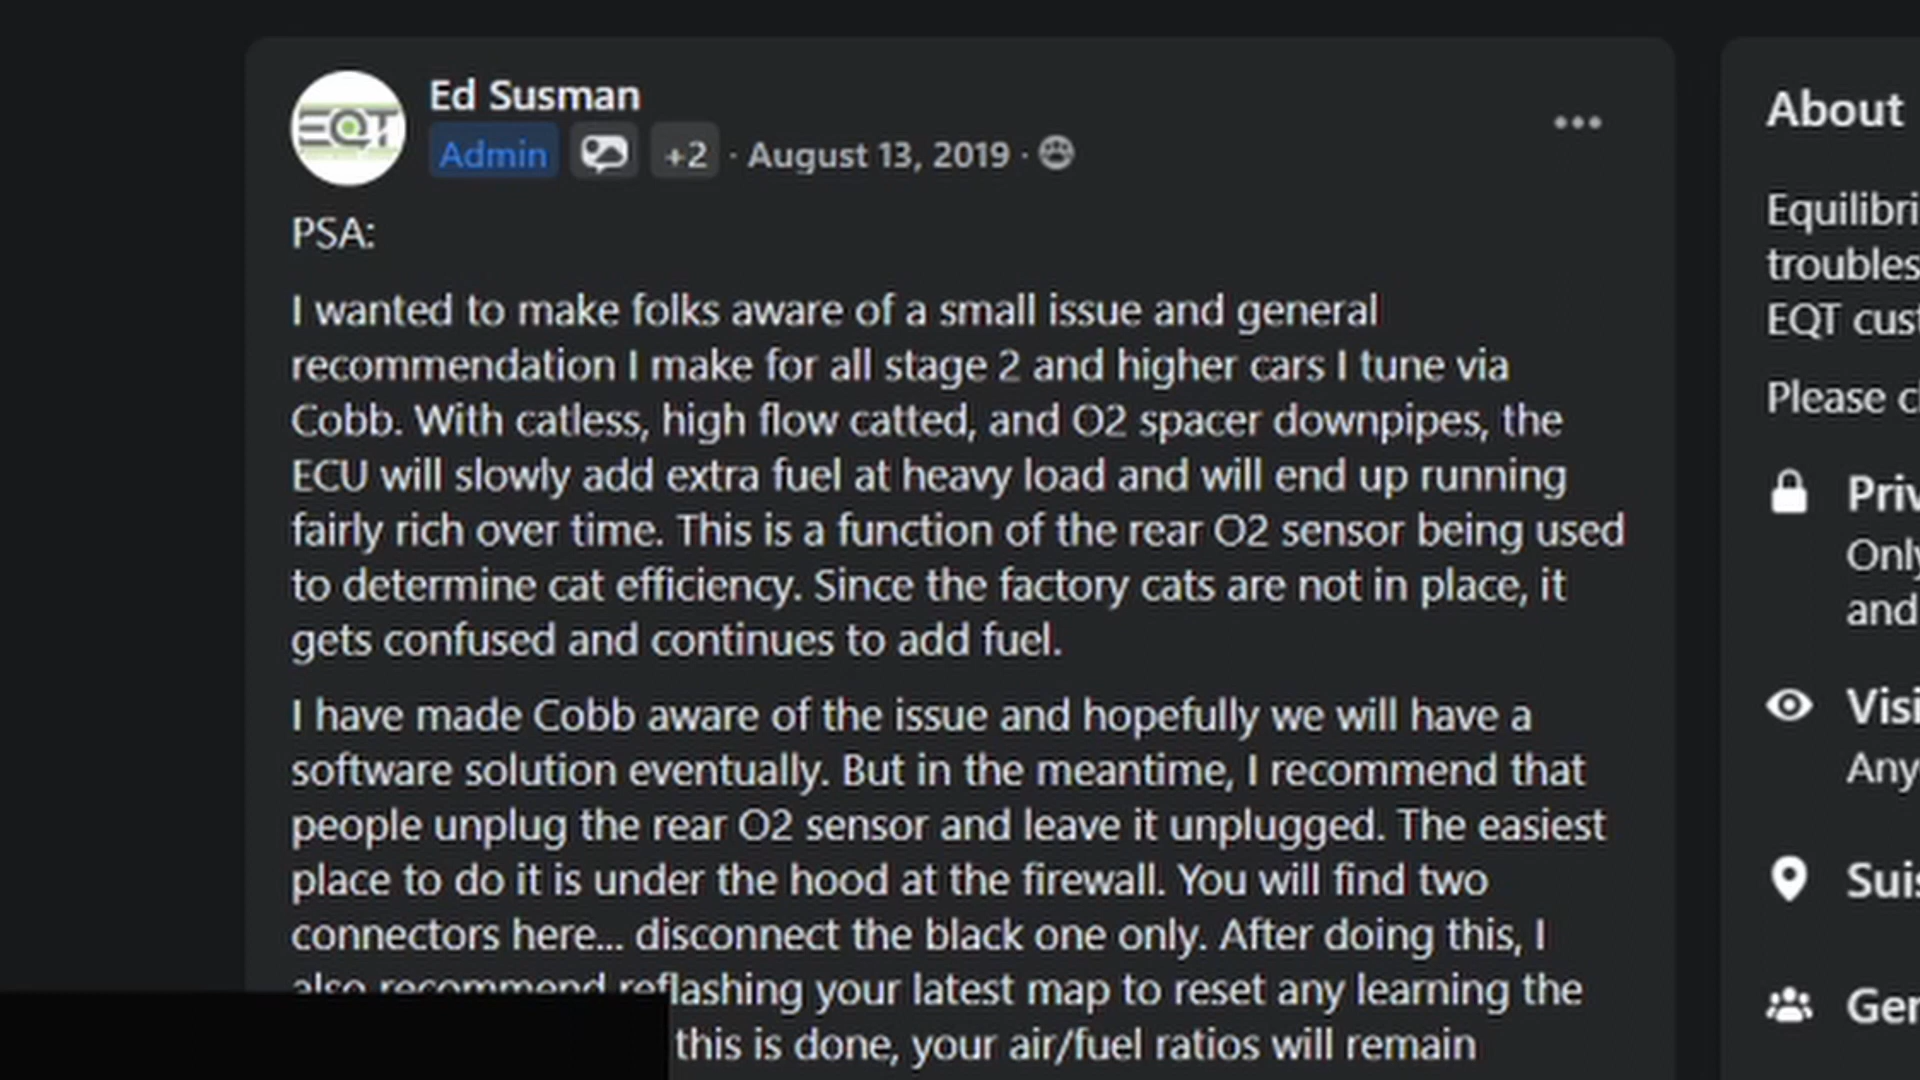 EQT
Ed Susman
Admin +2 · August 13, 2019 ·
PSA:
I wanted to make folks aware of a small issue and general
recommendation I make for all stage 2 and higher cars I tune via
Cobb. With catless, high flow catted, and O2 spacer downpipes, the
ECU will slowly add extra fuel at heavy load and will end up running
fairly rich over time. This is a function of the rear O2 sensor being used
to determine cat efficiency. Since the factory cats are not in place, it
gets confused and continues to add fuel.
I have made Cobb aware of the issue and hopefully we will have a
software solution eventually. But in the meantime, I recommend that
people unplug the rear O2 sensor and leave it unplugged. The easiest
place to do it is under the hood at the firewall. You will find two
connectors here... disconnect the black one only. After doing this, I
also recommend reflashing your latest map to reset any learning the
this is done, your air/fuel ratios will remain
About
Equilibri
troubles
EQT cust
Please c
Priv
Only
and
Visi
Any
Suis
Ger